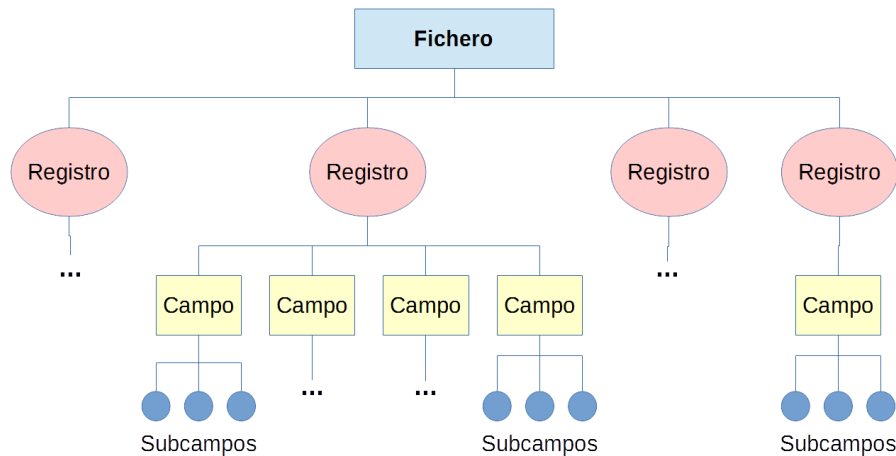 Fichero
Registro Registro Registro Registro
... ...
Campo Campo Campo Campo Campo
... ...
Subcampos Subcampos Subcampos